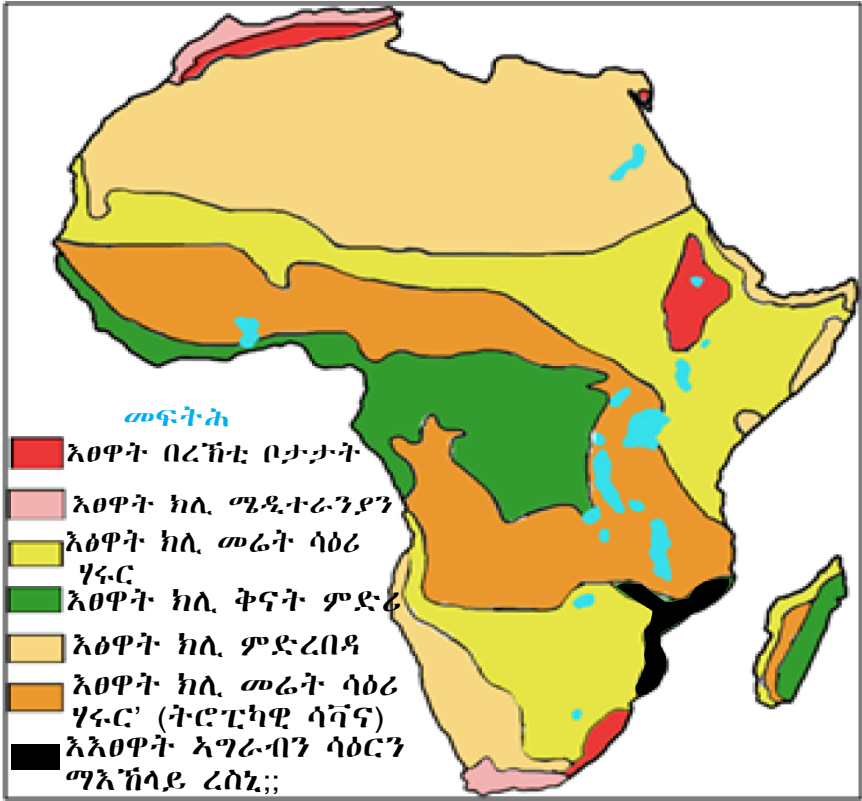 መፍትሕ
እፀዋት በረኽቲ ቦታታት
እፀዋት ክሊ ሜዲተራንያን
እፅዋት ክሊ መሬት ሳዕሪ
ሃሩር
እፀዋት ክሊ ቅናት ምድሪ
እፅዋት ክሊ ምድረበዳ
እፀዋት ክሊ መሬት ሳዕሪ
ሃሩር’ (ትሮፒካዊ ሳቫና)
እእፀዋት ኣግራብን ሳዕርን
ማእኸላይ ረስኒ;;